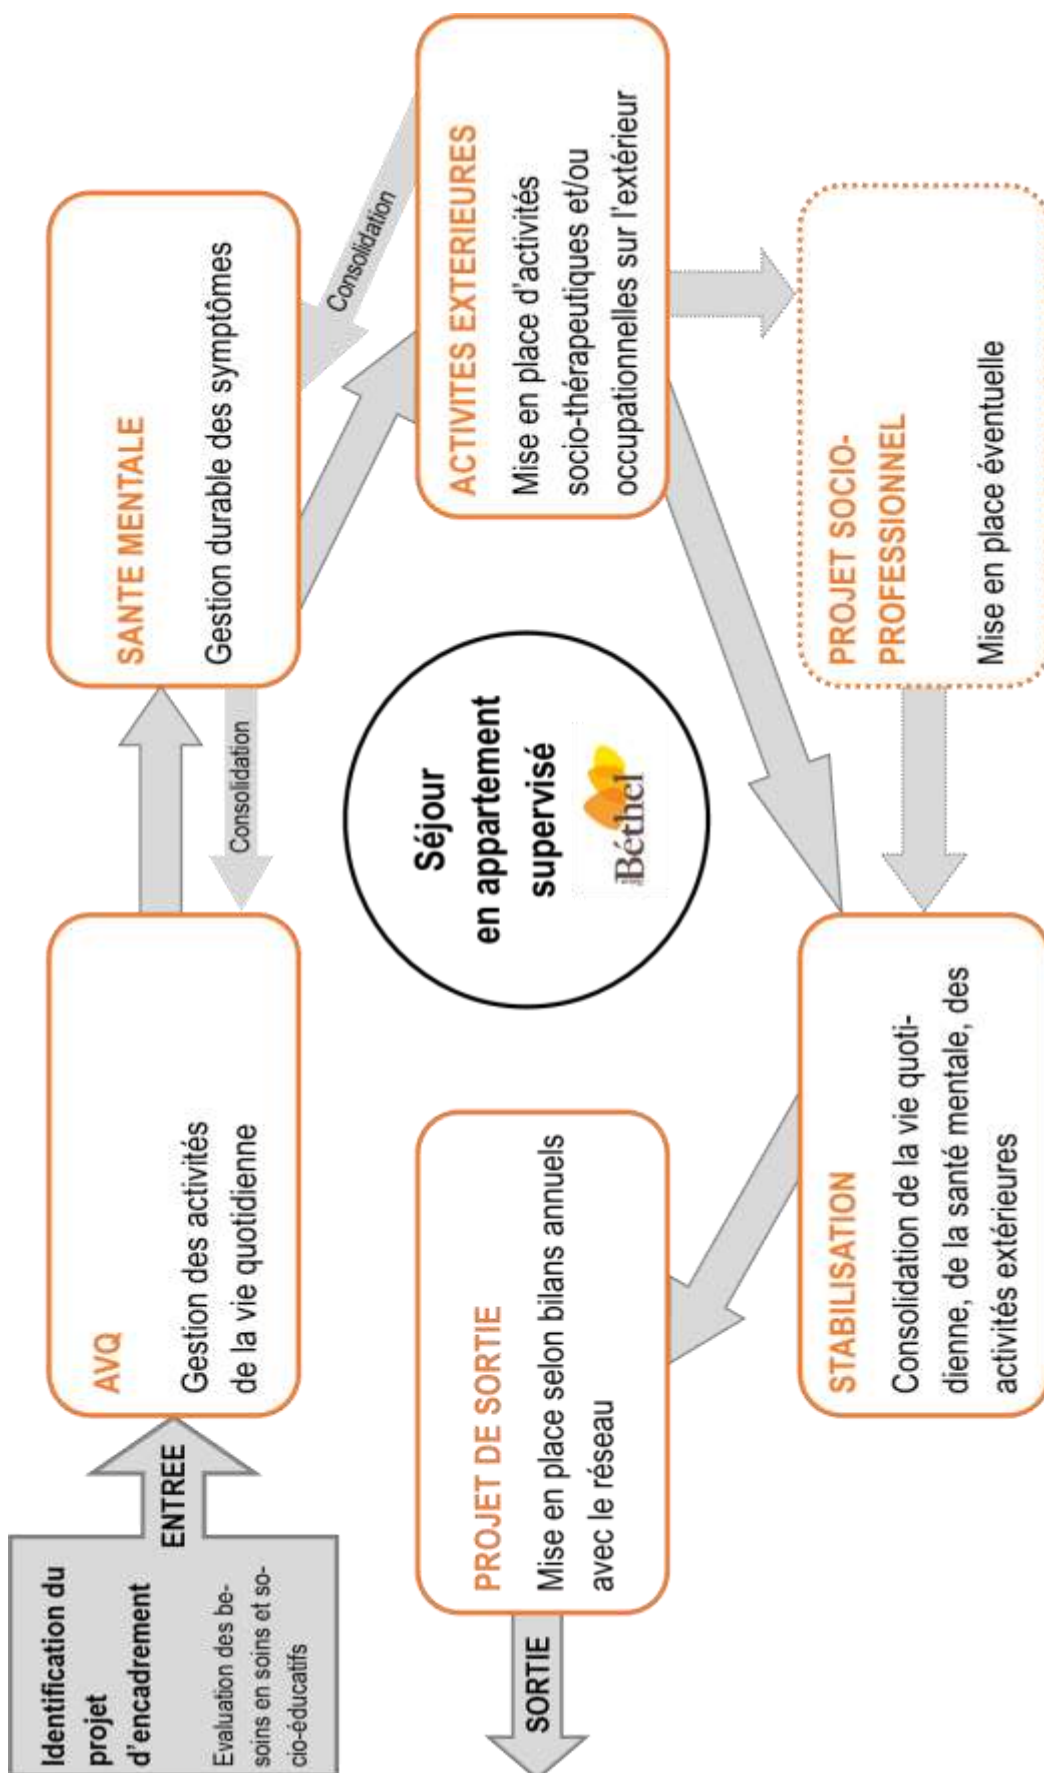 Identification du
projet
d'encadrement
Evaluation des be-
soins en soins et so-
cio-éducatifs
ENTREE
AVQ
Gestion des activités
de la vie quotidienne
Consolidation
SANTE MENTALE
Gestion durable des symptômes
Consolidation
ACTIVITES EXTERIEURES
Mise en place d'activités
socio-thérapeutiques et/ou
occupationnelles sur l'extérieur
Séjour
en appartement
supervisé
Béthel
PROJET SOCIO-
PROFESSIONNEL
Mise en place éventuelle
STABILISATION
Consolidation de la vie quoti-
dienne, de la santé mentale, des
activités extérieures
PROJET DE SORTIE
Mise en place selon bilans annuels
avec le réseau
SORTIE